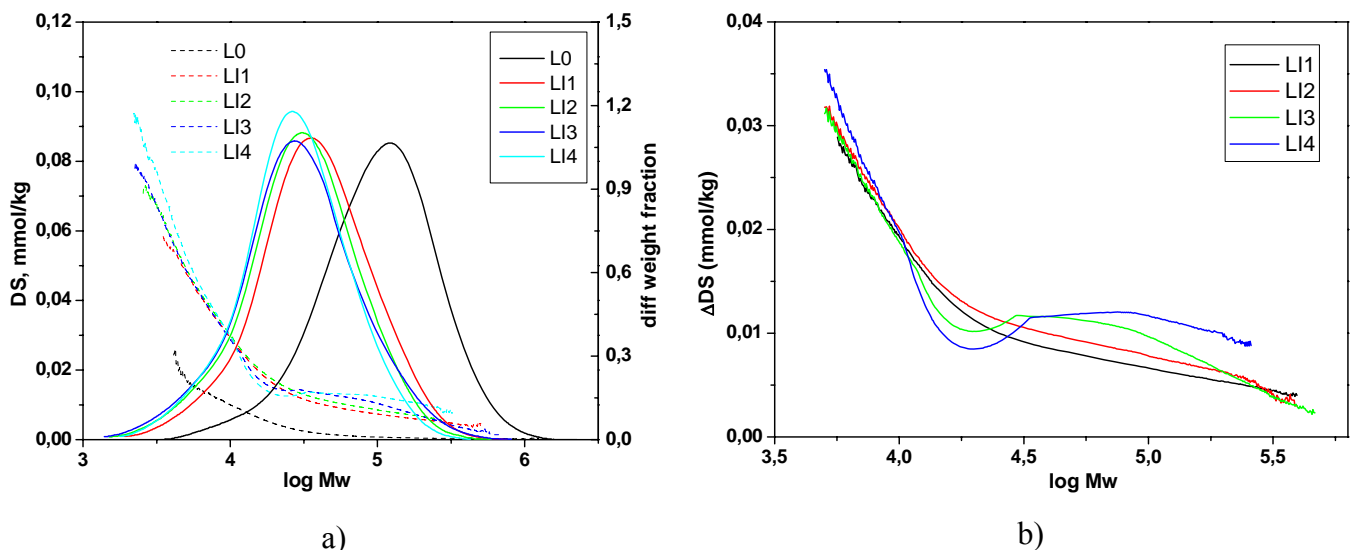 0,12
0,10
0,08
0,06
0,04
0,02
0,00
DS, mmol/kg
3
4
5
6
log Mw
1,5
1,2
0,9
0,6
0,3
0,0
diff weight fraction
L0
LI1
LI2
LI3
LI4
L0
LI1
LI2
LI3
LI4
a)
0,04
0,03
0,02
0,01
0,00
ΔDS (mmol/kg)
3,5
4,0
4,5
5,0
5,5
log Mw
LI1
LI2
LI3
LI4
b)